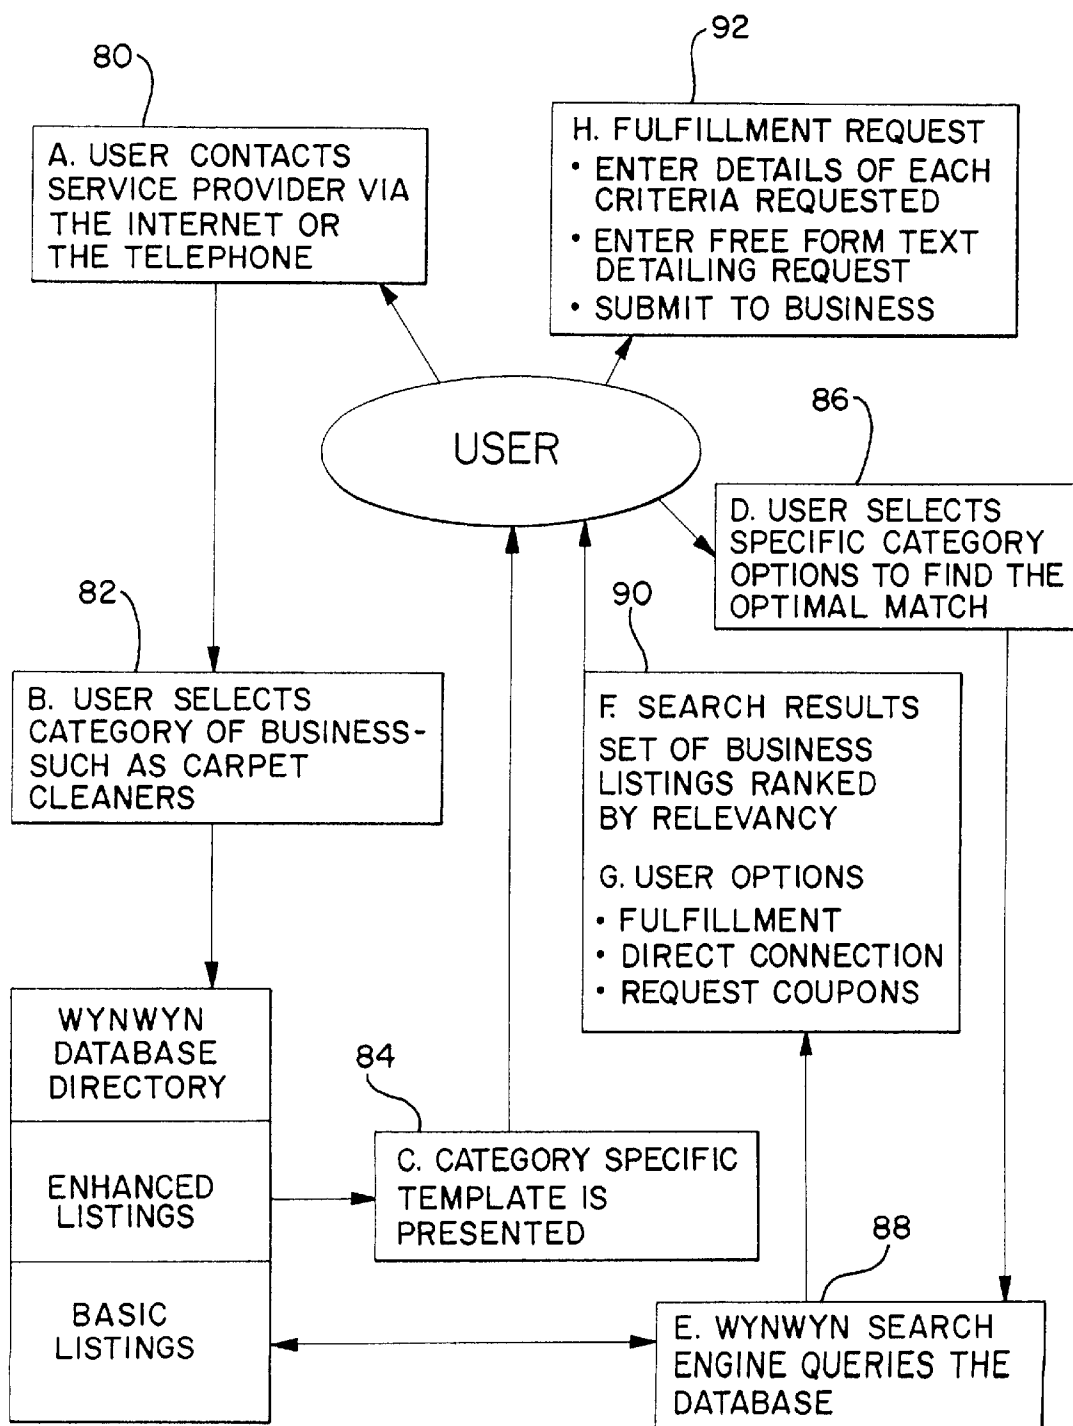 80
92
A. USER CONTACTS
SERVICE PROVIDER VIA
THE INTERNET OR
THE TELEPHONE
H. FULFILLMENT REQUEST
• ENTER DETAILS OF EACH
CRITERIA REQUESTED
• ENTER FREE FORM TEXT
DETAILING REQUEST
• SUBMIT TO BUSINESS
USER
86
D. USER SELECTS
SPECIFIC CATEGORY
OPTIONS TO FIND THE
OPTIMAL MATCH
82
B. USER SELECTS
CATEGORY OF BUSINESS-
SUCH AS CARPET
CLEANERS
90
F. SEARCH RESULTS
SET OF BUSINESS
LISTINGS RANKED
BY RELEVANCY
G. USER OPTIONS
• FULFILLMENT
• DIRECT CONNECTION
• REQUEST COUPONS
WYNWYN
DATABASE
DIRECTORY
ENHANCED
LISTINGS
BASIC
LISTINGS
84
C. CATEGORY SPECIFIC
TEMPLATE IS
PRESENTED
88
E. WYNWYN SEARCH
ENGINE QUERIES THE
DATABASE